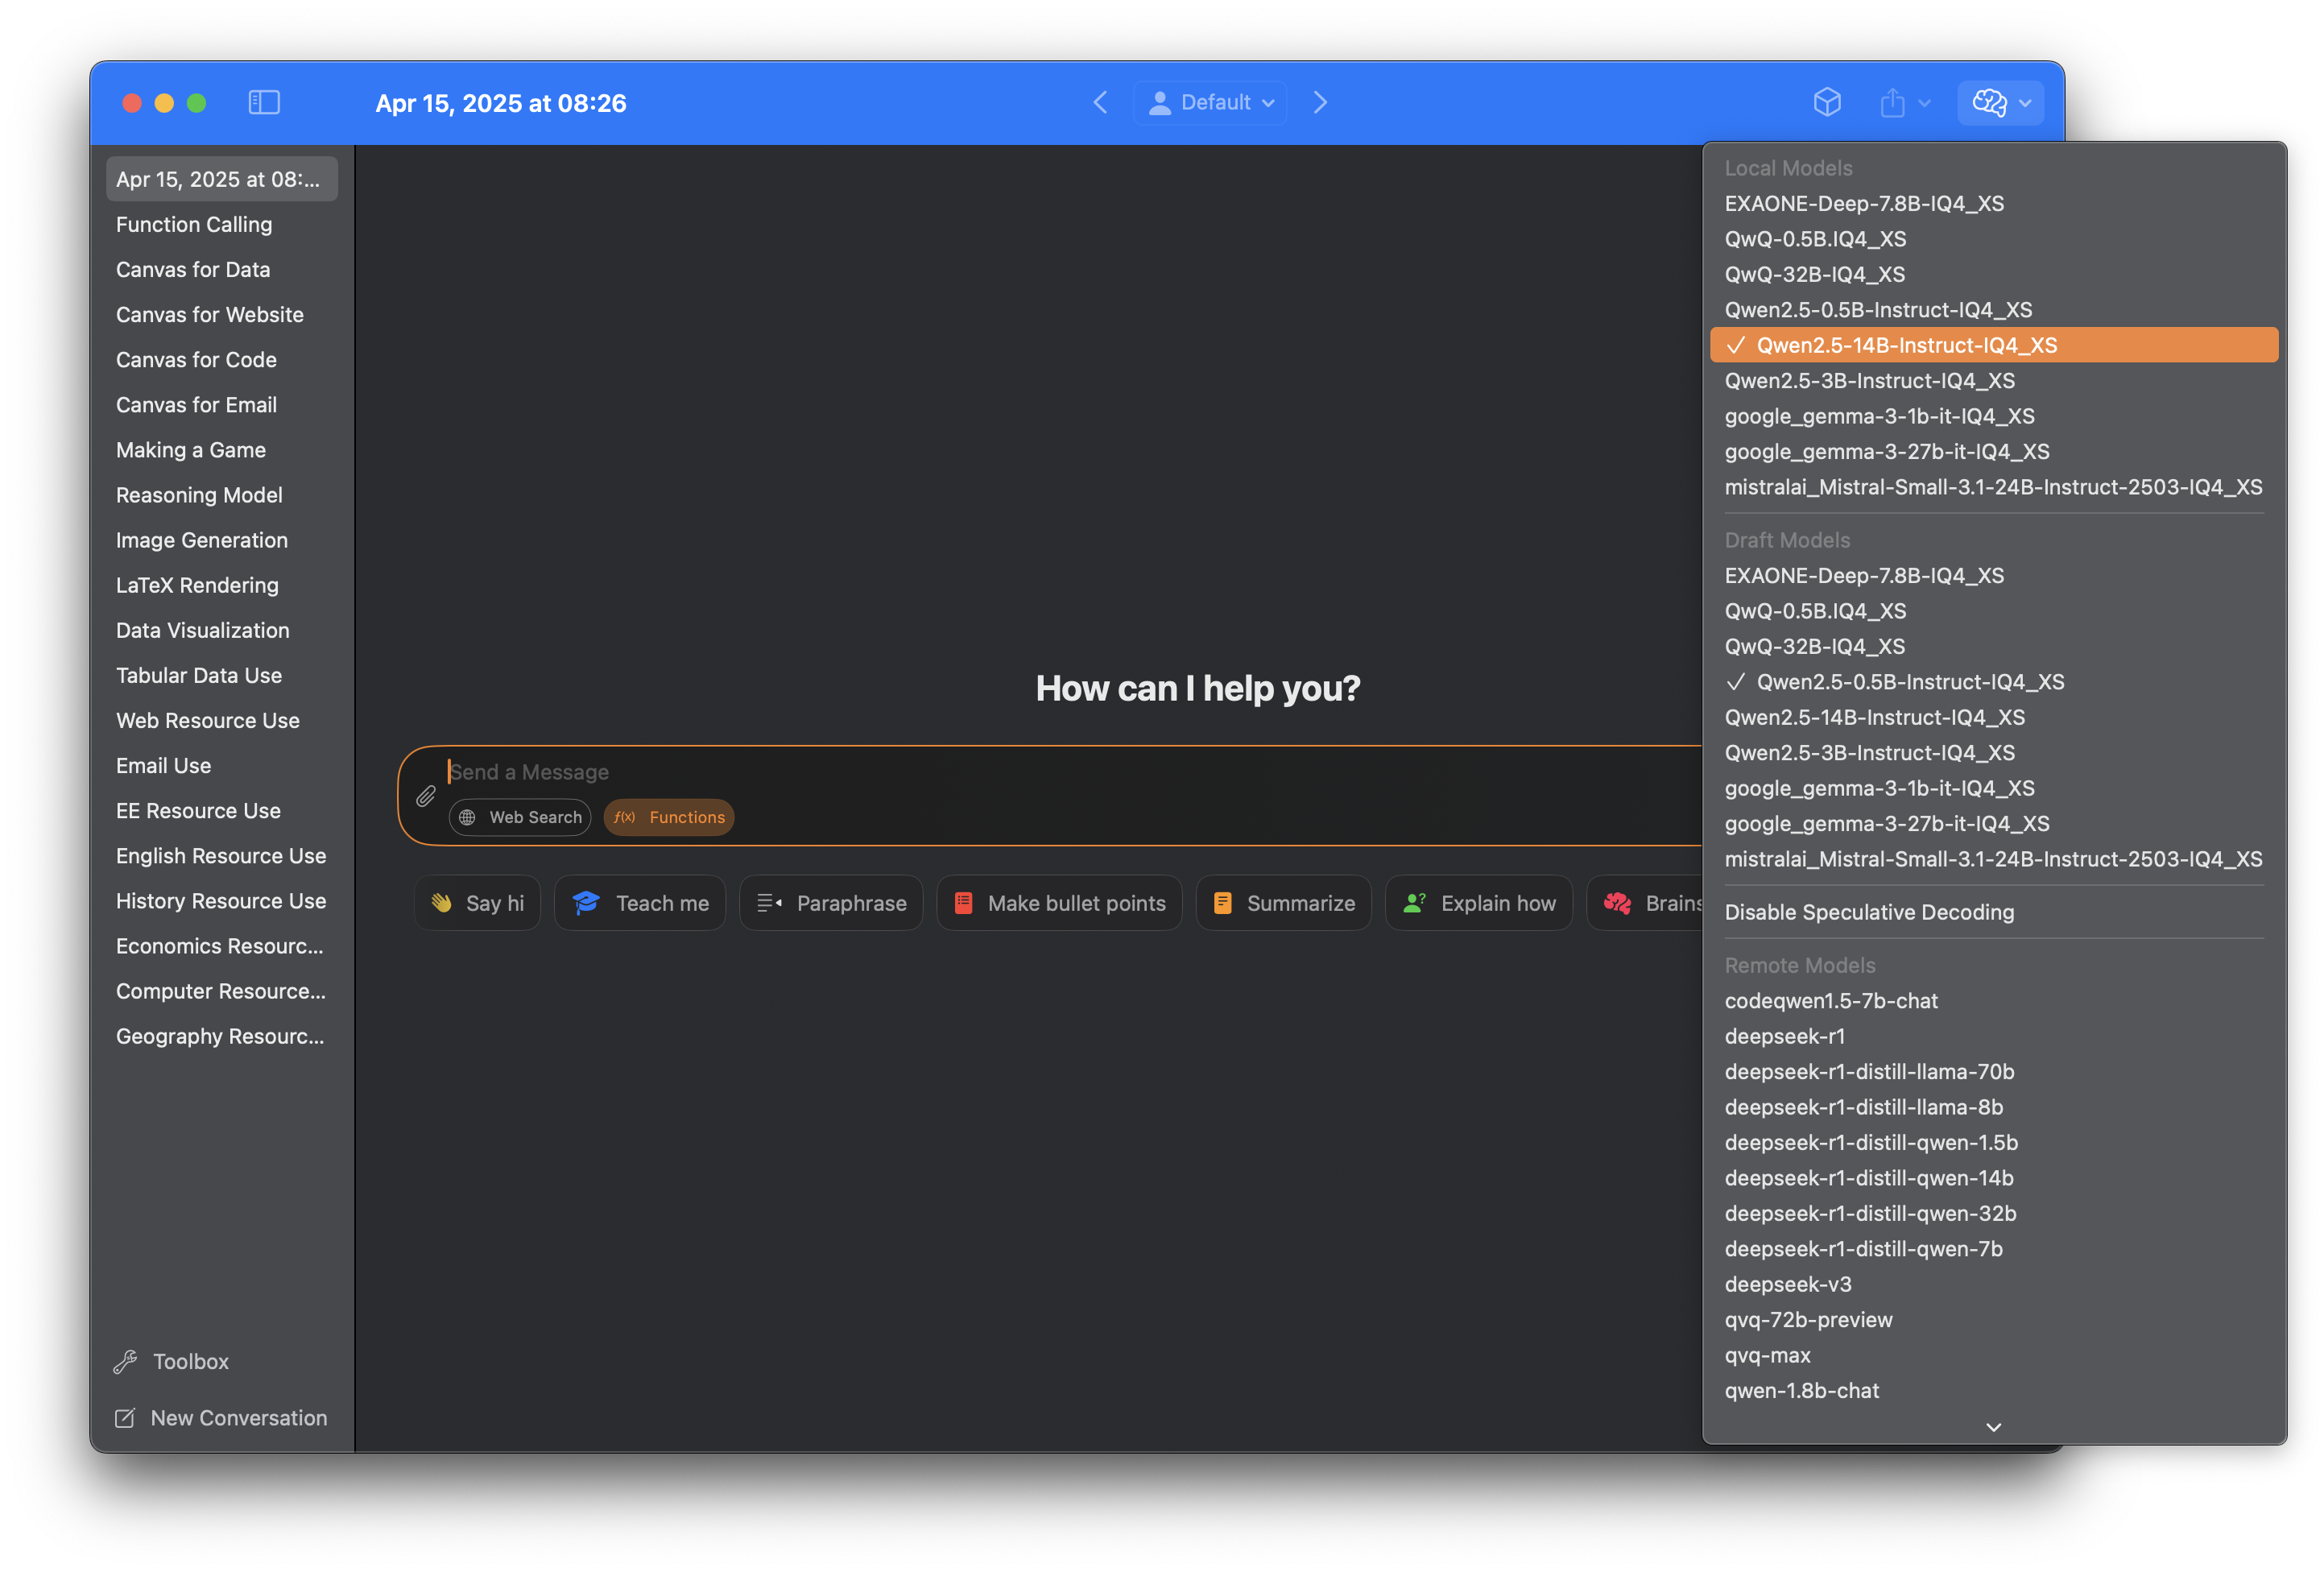 Apr 15, 2025 at 08:26
Default
Apr 15, 2025 at 08:...
Function Calling
Canvas for Data
Canvas for Website
Canvas for Code
Canvas for Email
Making a Game
Reasoning Model
Image Generation
LaTeX Rendering
Data Visualization
Tabular Data Use
Web Resource Use
Email Use
EE Resource Use
English Resource Use
History Resource Use
Economics Resourc...
Computer Resource...
Geography Resourc...
Toolbox
New Conversation
How can I help you?
Send a Message
Web Search
f(x) Functions
Say hi
Teach me
Paraphrase
Make bullet points
Summarize
Explain how
Brains
Local Models
EXAONE-Deep-7.8B-IQ4_XS
QwQ-0.5B.IQ4_XS
QwQ-32B-IQ4_XS
Qwen2.5-0.5B-Instruct-IQ4_XS
✓ Qwen2.5-14B-Instruct-IQ4_XS
Qwen2.5-3B-Instruct-IQ4_XS
google_gemma-3-1b-it-IQ4_XS
google_gemma-3-27b-it-IQ4_XS
mistralai_Mistral-Small-3.1-24B-Instruct-2503-IQ4_XS
Draft Models
EXAONE-Deep-7.8B-IQ4_XS
QwQ-0.5B.IQ4_XS
QwQ-32B-IQ4_XS
✓ Qwen2.5-0.5B-Instruct-IQ4_XS
Qwen2.5-14B-Instruct-IQ4_XS
Qwen2.5-3B-Instruct-IQ4_XS
google_gemma-3-1b-it-IQ4_XS
google_gemma-3-27b-it-IQ4_XS
mistralai_Mistral-Small-3.1-24B-Instruct-2503-IQ4_XS
Disable Speculative Decoding
Remote Models
codeqwen1.5-7b-chat
deepseek-r1
deepseek-r1-distill-llama-70b
deepseek-r1-distill-llama-8b
deepseek-r1-distill-qwen-1.5b
deepseek-r1-distill-qwen-14b
deepseek-r1-distill-qwen-32b
deepseek-r1-distill-qwen-7b
deepseek-v3
qvq-72b-preview
qvq-max
qwen-1.8b-chat